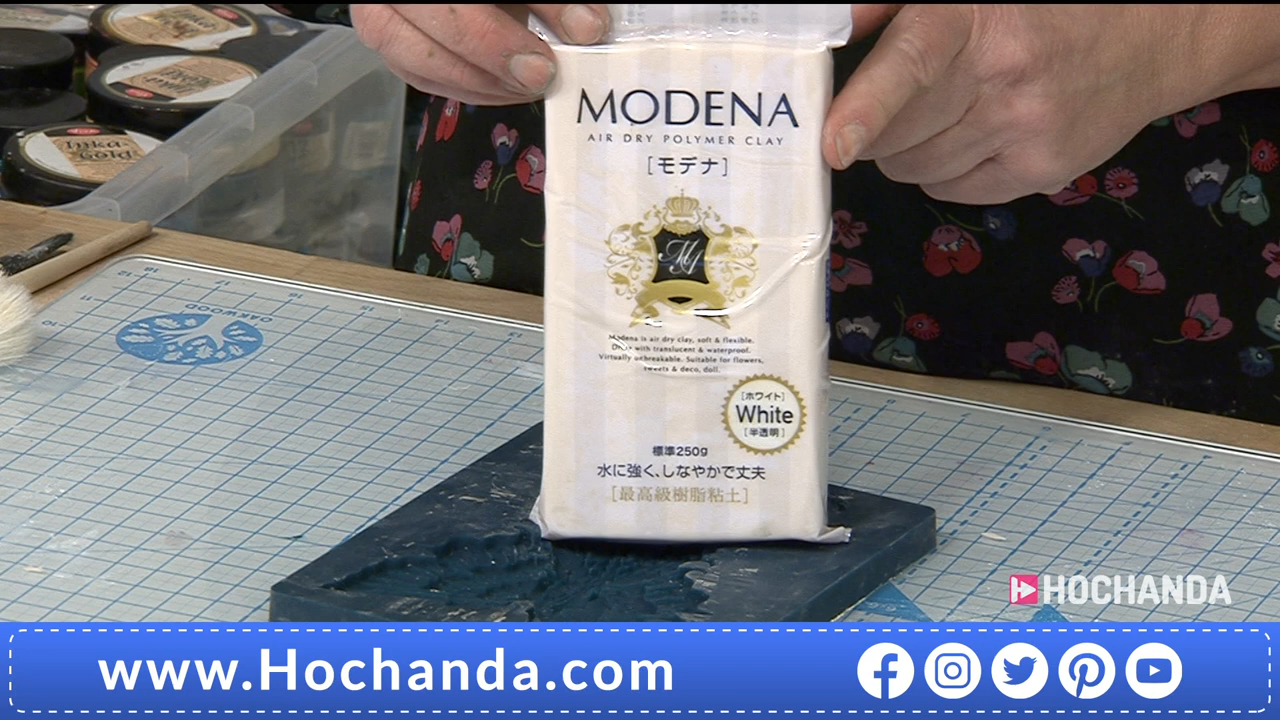 MODENA
AIR DRY POLYMER CLAY
[モデナ]
MJ
Modena is air dry clay, soft & flexible.
with translucent & waterproof.
Virtually unbreakable. Suitable for flowers,
sweets & deco, doll.
[ホワイト]
White
[半透明]
標準250g
水に強く、しなやかで丈夫
[最高級樹脂粘土]
Inka-
Gold
OAKWOOD
HOCHANDA
www.Hochanda.com